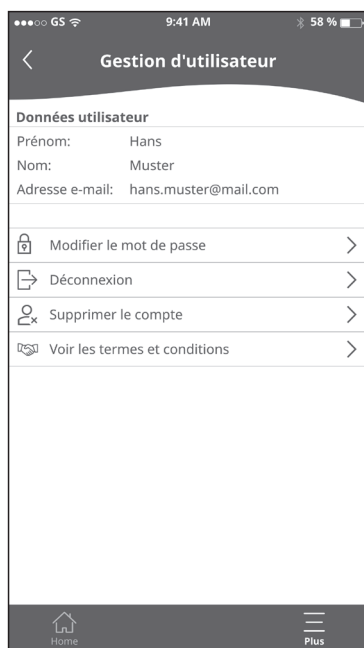 GS 9:41 AM 58 %
Gestion d'utilisateur
Données utilisateur
Prénom: Hans
Nom: Muster
Adresse e-mail: hans.muster@mail.com
Modifier le mot de passe
Déconnexion
Supprimer le compte
Voir les termes et conditions
Home Plus